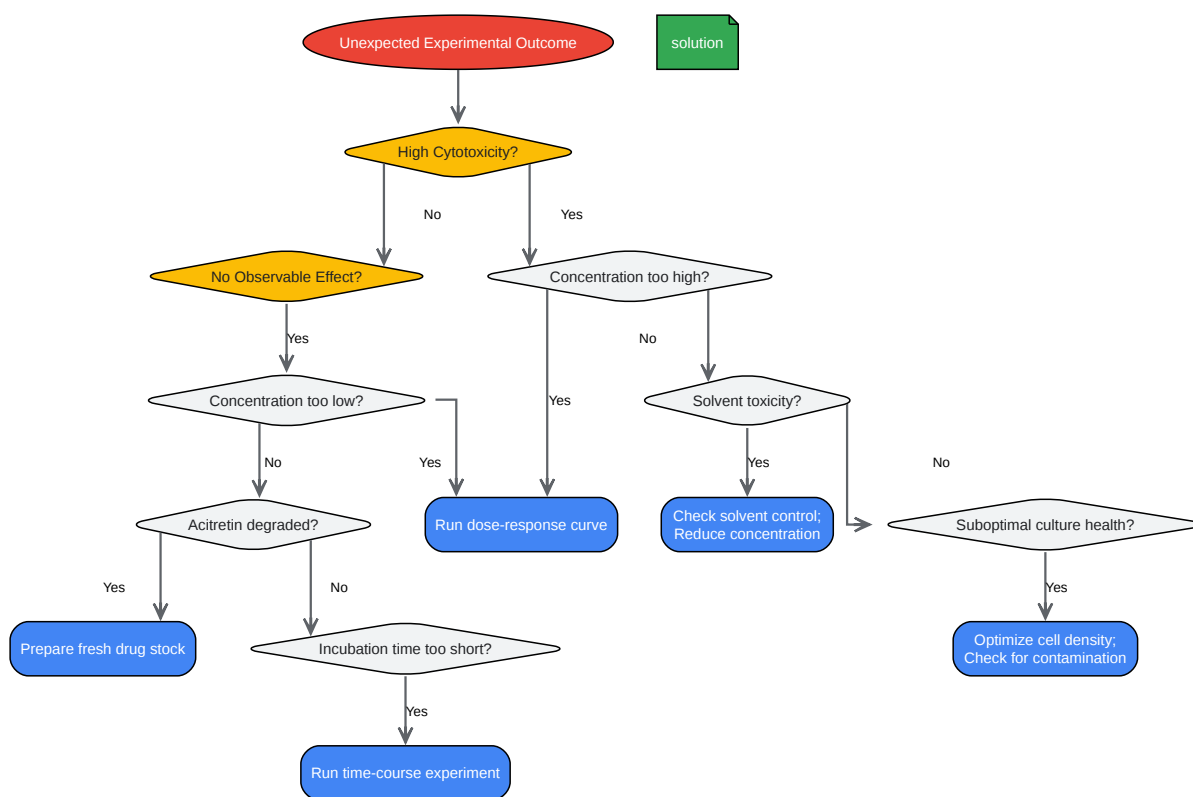 Unexpected Experimental Outcome
solution
High Cytotoxicity?
No
Yes
No Observable Effect?
Concentration too high?
Yes
No
Concentration too low?
Yes
Solvent toxicity?
No
Yes
Yes
No
Acitretin degraded?
Run dose-response curve
Check solvent control;
Reduce concentration
Suboptimal culture health?
Yes
No
Yes
Prepare fresh drug stock
Incubation time too short?
Optimize cell density;
Check for contamination
Yes
Run time-course experiment